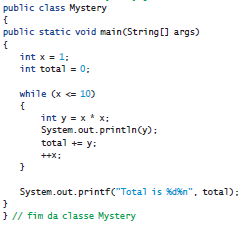 public class Mystery
{
public static void main(String[] args)
{
int x = 1;
int total = 0;
while (x <= 10)
{
int y = x * x;
System.out.println(y);
total += y;
++x;
}
System.out.printf("Total is %d%n", total);
}
} // fim da classe Mystery